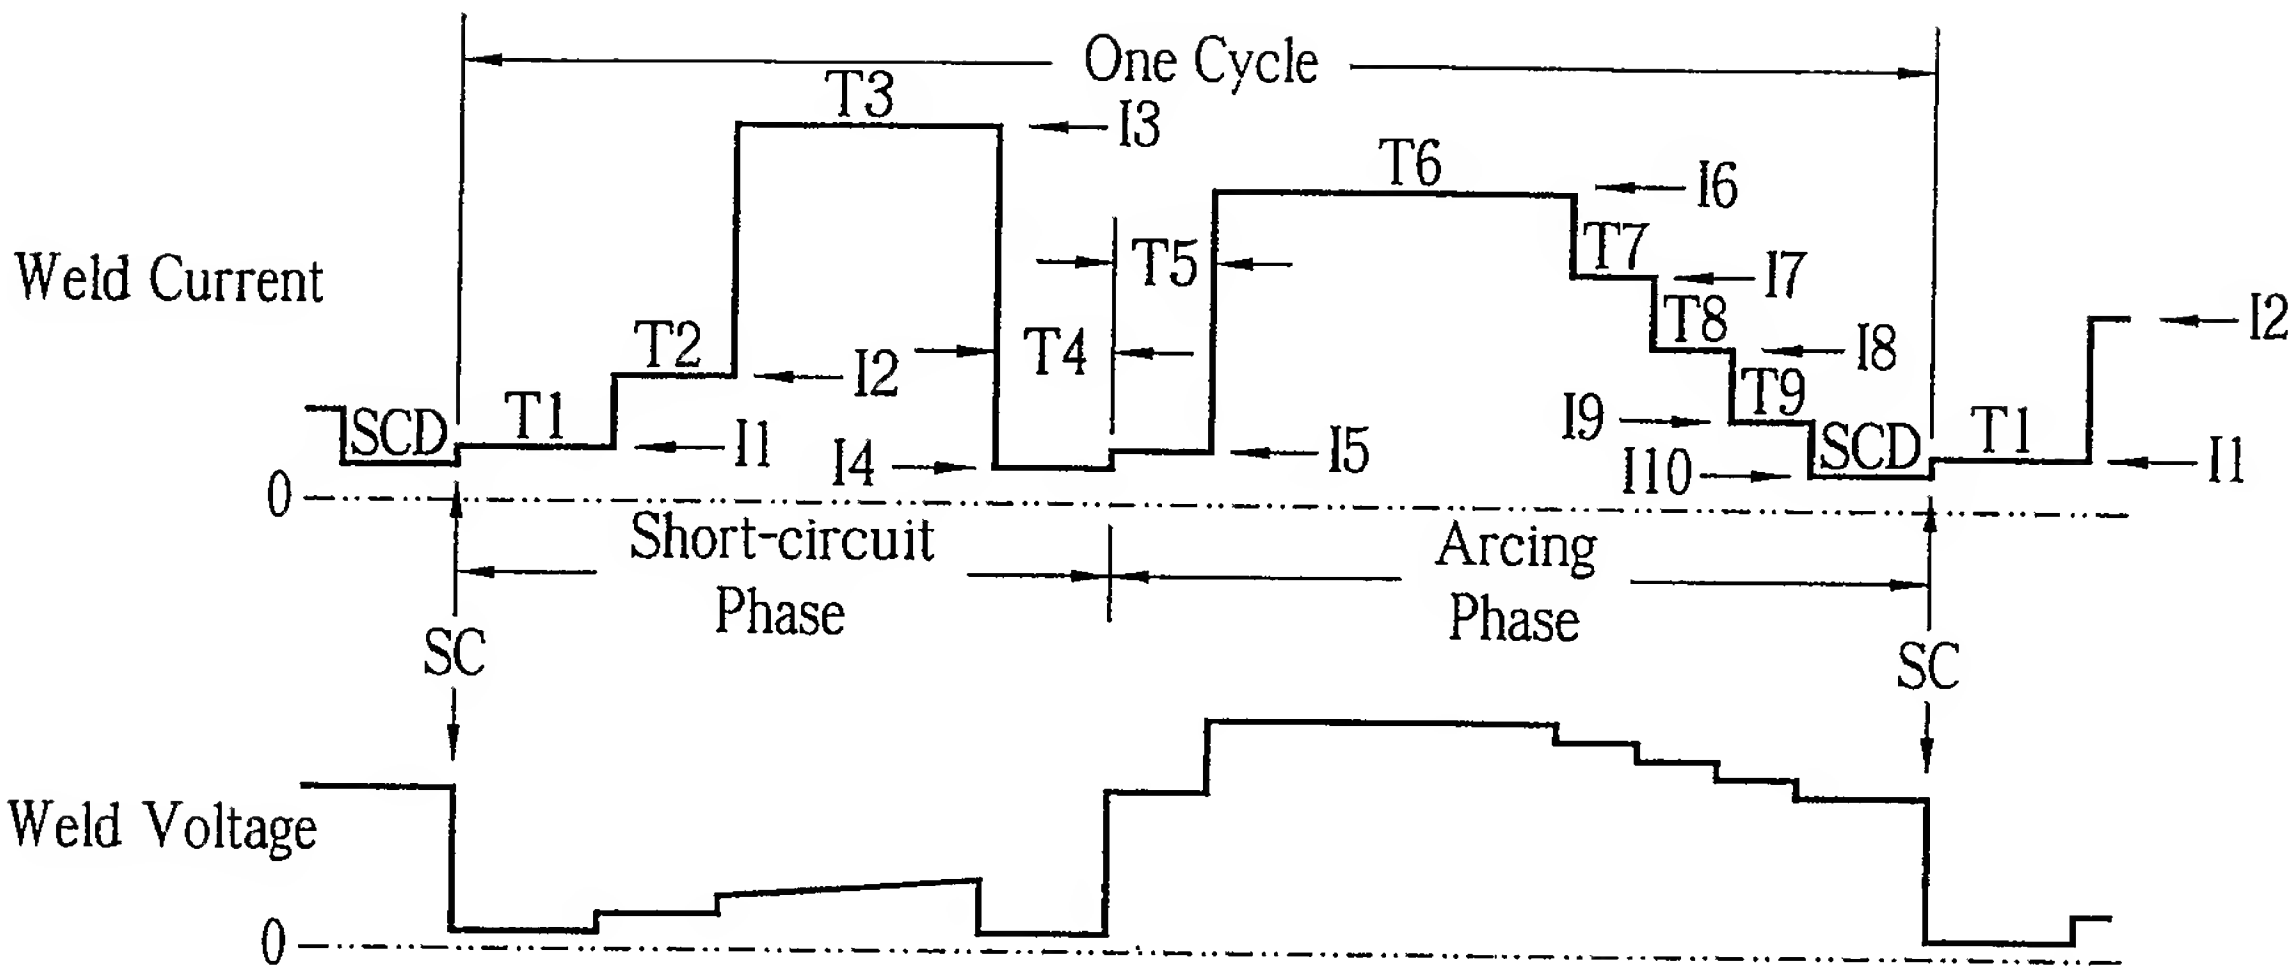 One Cycle
T3
I3
T6
I6
T5
T7
I7
Weld Current
T2
I2
T4
T8
I8
I2
SCD
T1
I1
I4
I5
I9
T9
I10
SCD
T1
I1
0
Short-circuit
Phase
Arcing
Phase
SC
SC
Weld Voltage
0